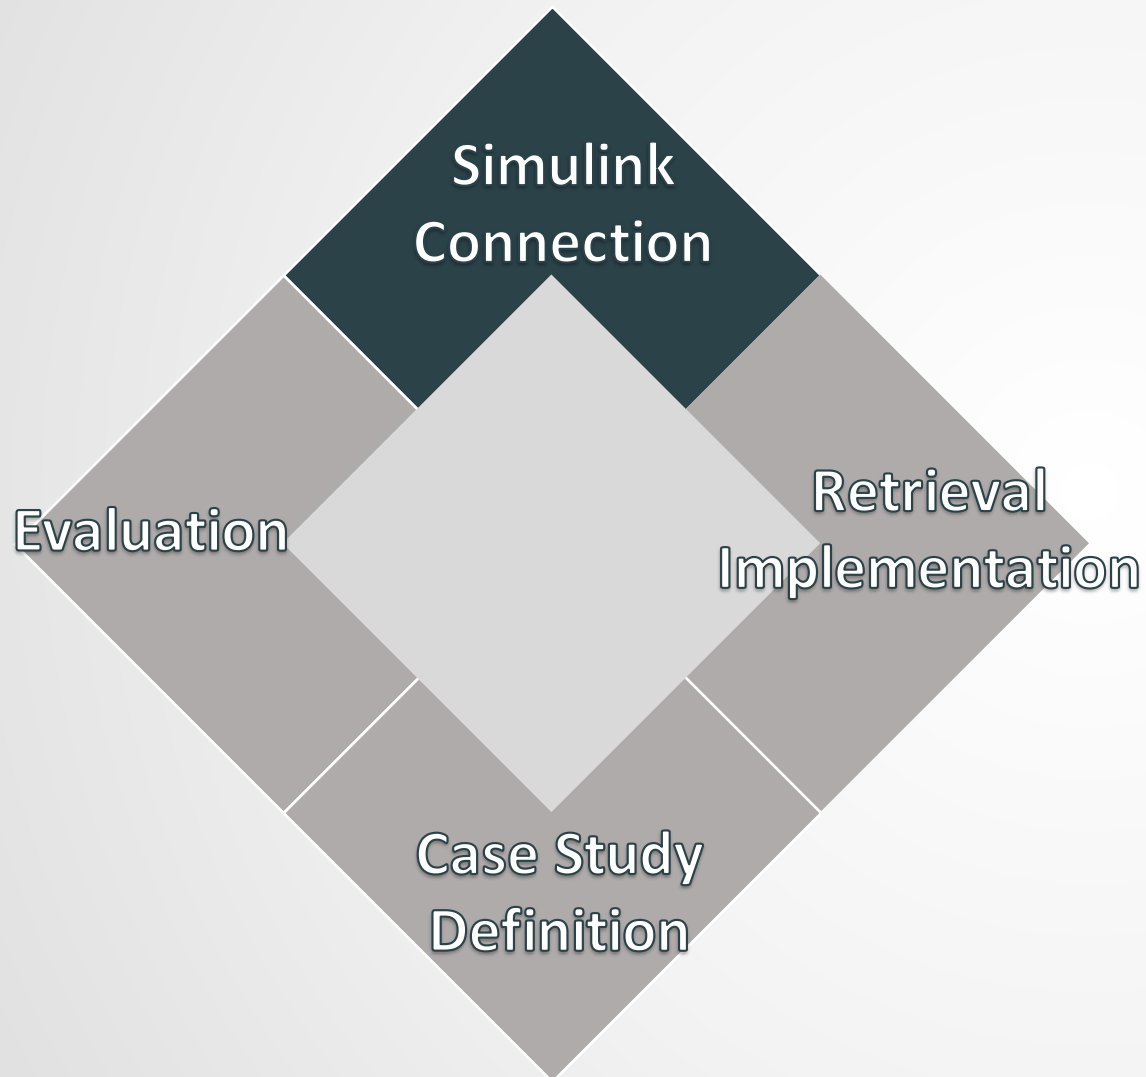 Simulink
Connection
Evaluation
Retrieval
Implementation
Case Study
Definition